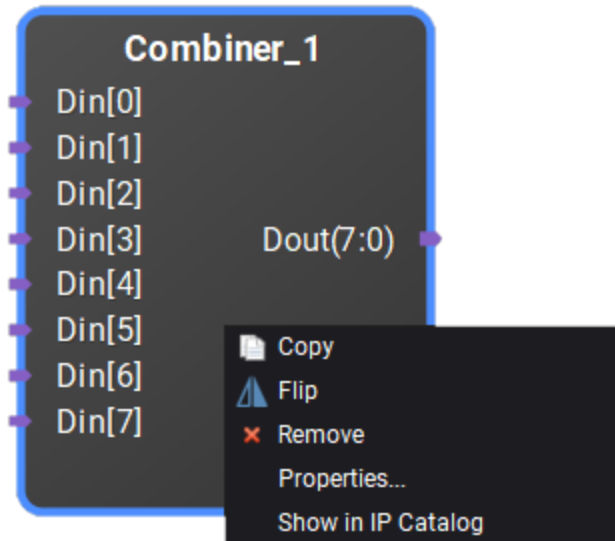 Combiner_1
Din[0]
Din[1]
Din[2]
Din[3]
Dout(7:0)
Din[4]
Din[5]
Din[6]
Din[7]
Copy
Flip
Remove
Properties...
Show in IP Catalog